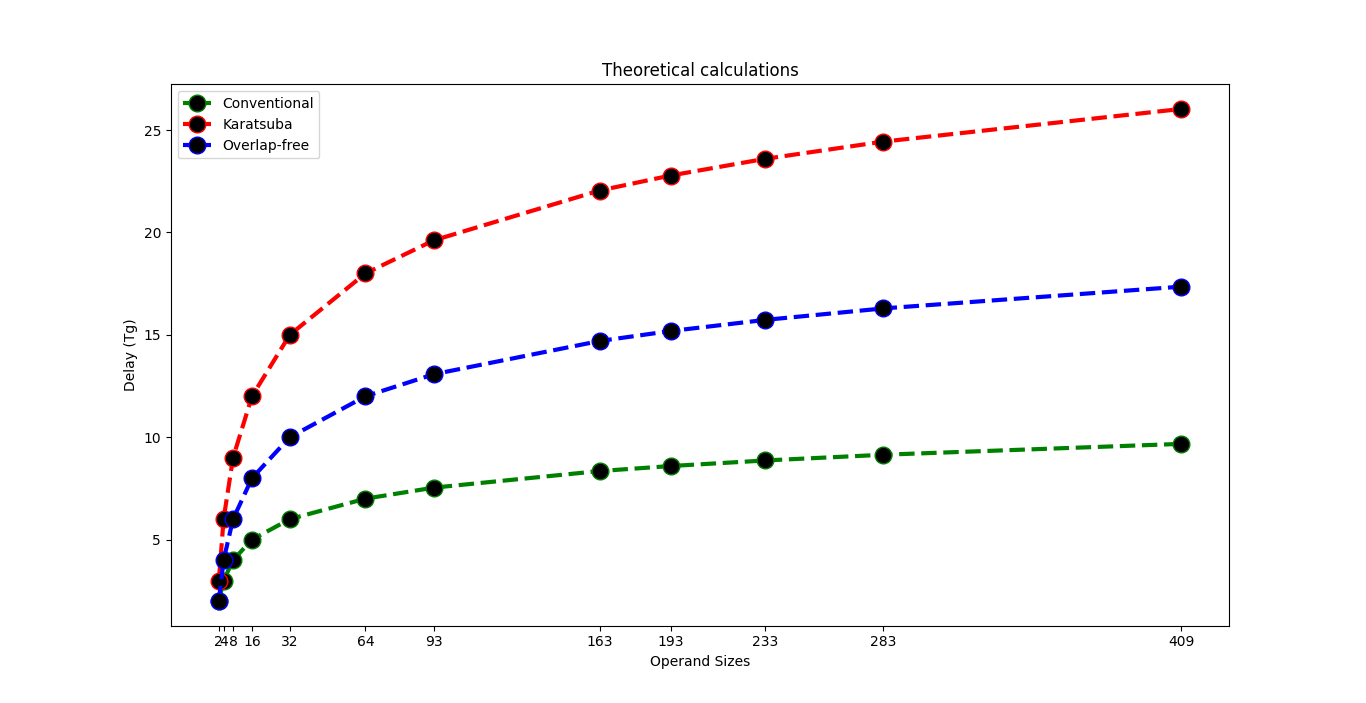 Theoretical calculations
Conventional
Karatsuba
Overlap-free
25
20
15
10
5
Delay (Tg)
2 4 8 16 32 64 93 163 193 233 283 409
Operand Sizes